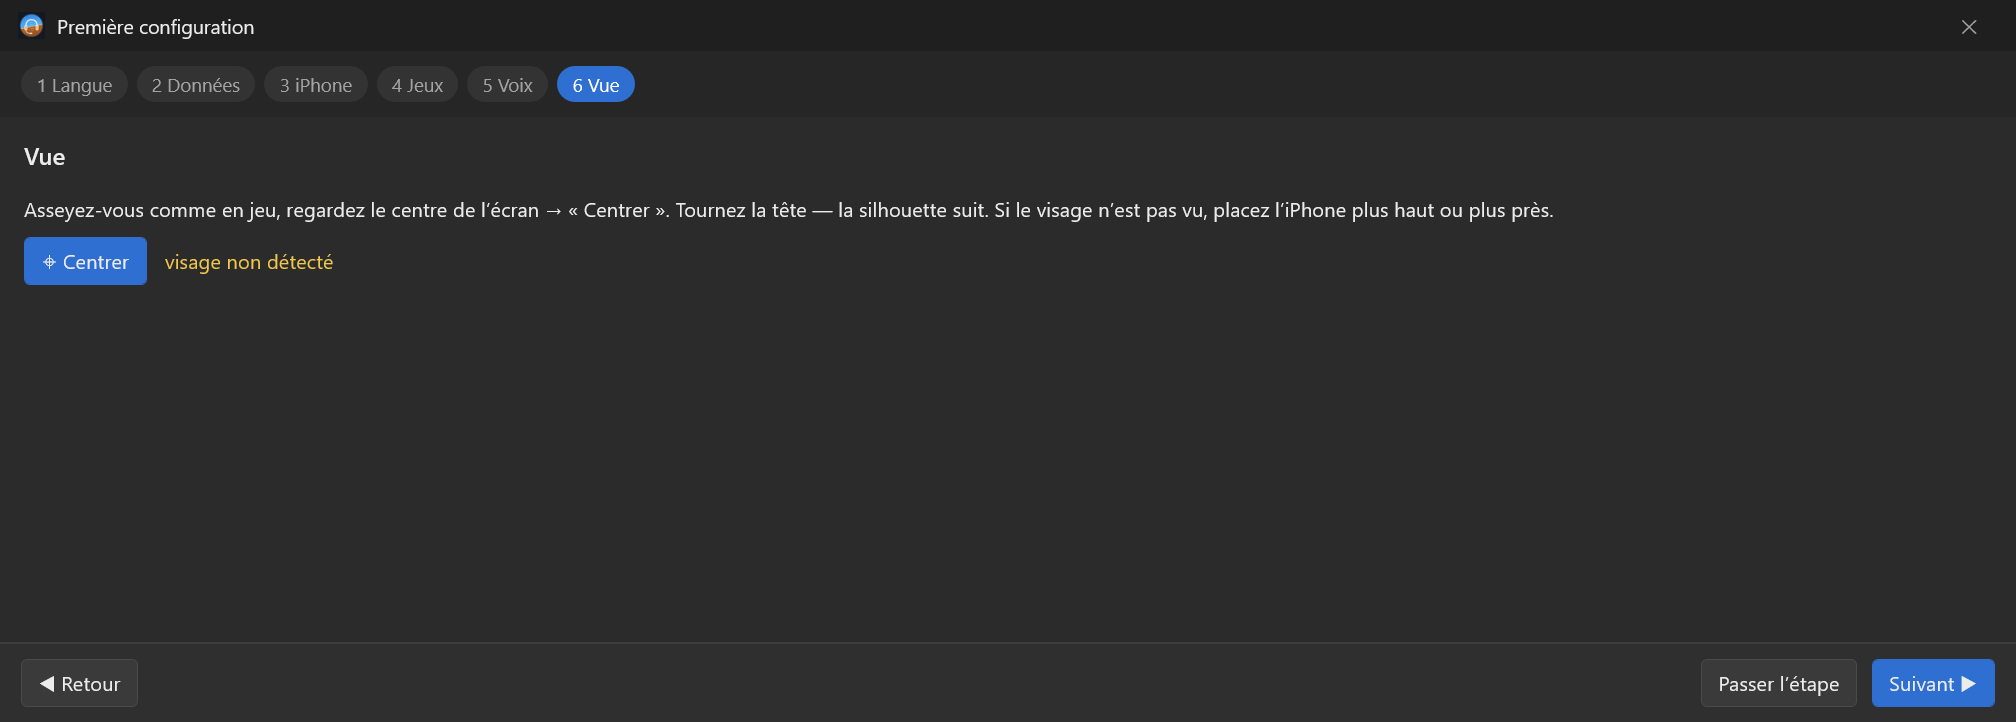 Première configuration
1 Langue
2 Données
3 iPhone
4 Jeux
5 Voix
6 Vue
Vue
Asseyez-vous comme en jeu, regardez le centre de l’écran → « Centrer ». Tournez la tête — la silhouette suit. Si le visage n’est pas vu, placez l’iPhone plus haut ou plus près.
⌖ Centrer
visage non détecté
◀ Retour
Passer l’étape
Suivant ▶